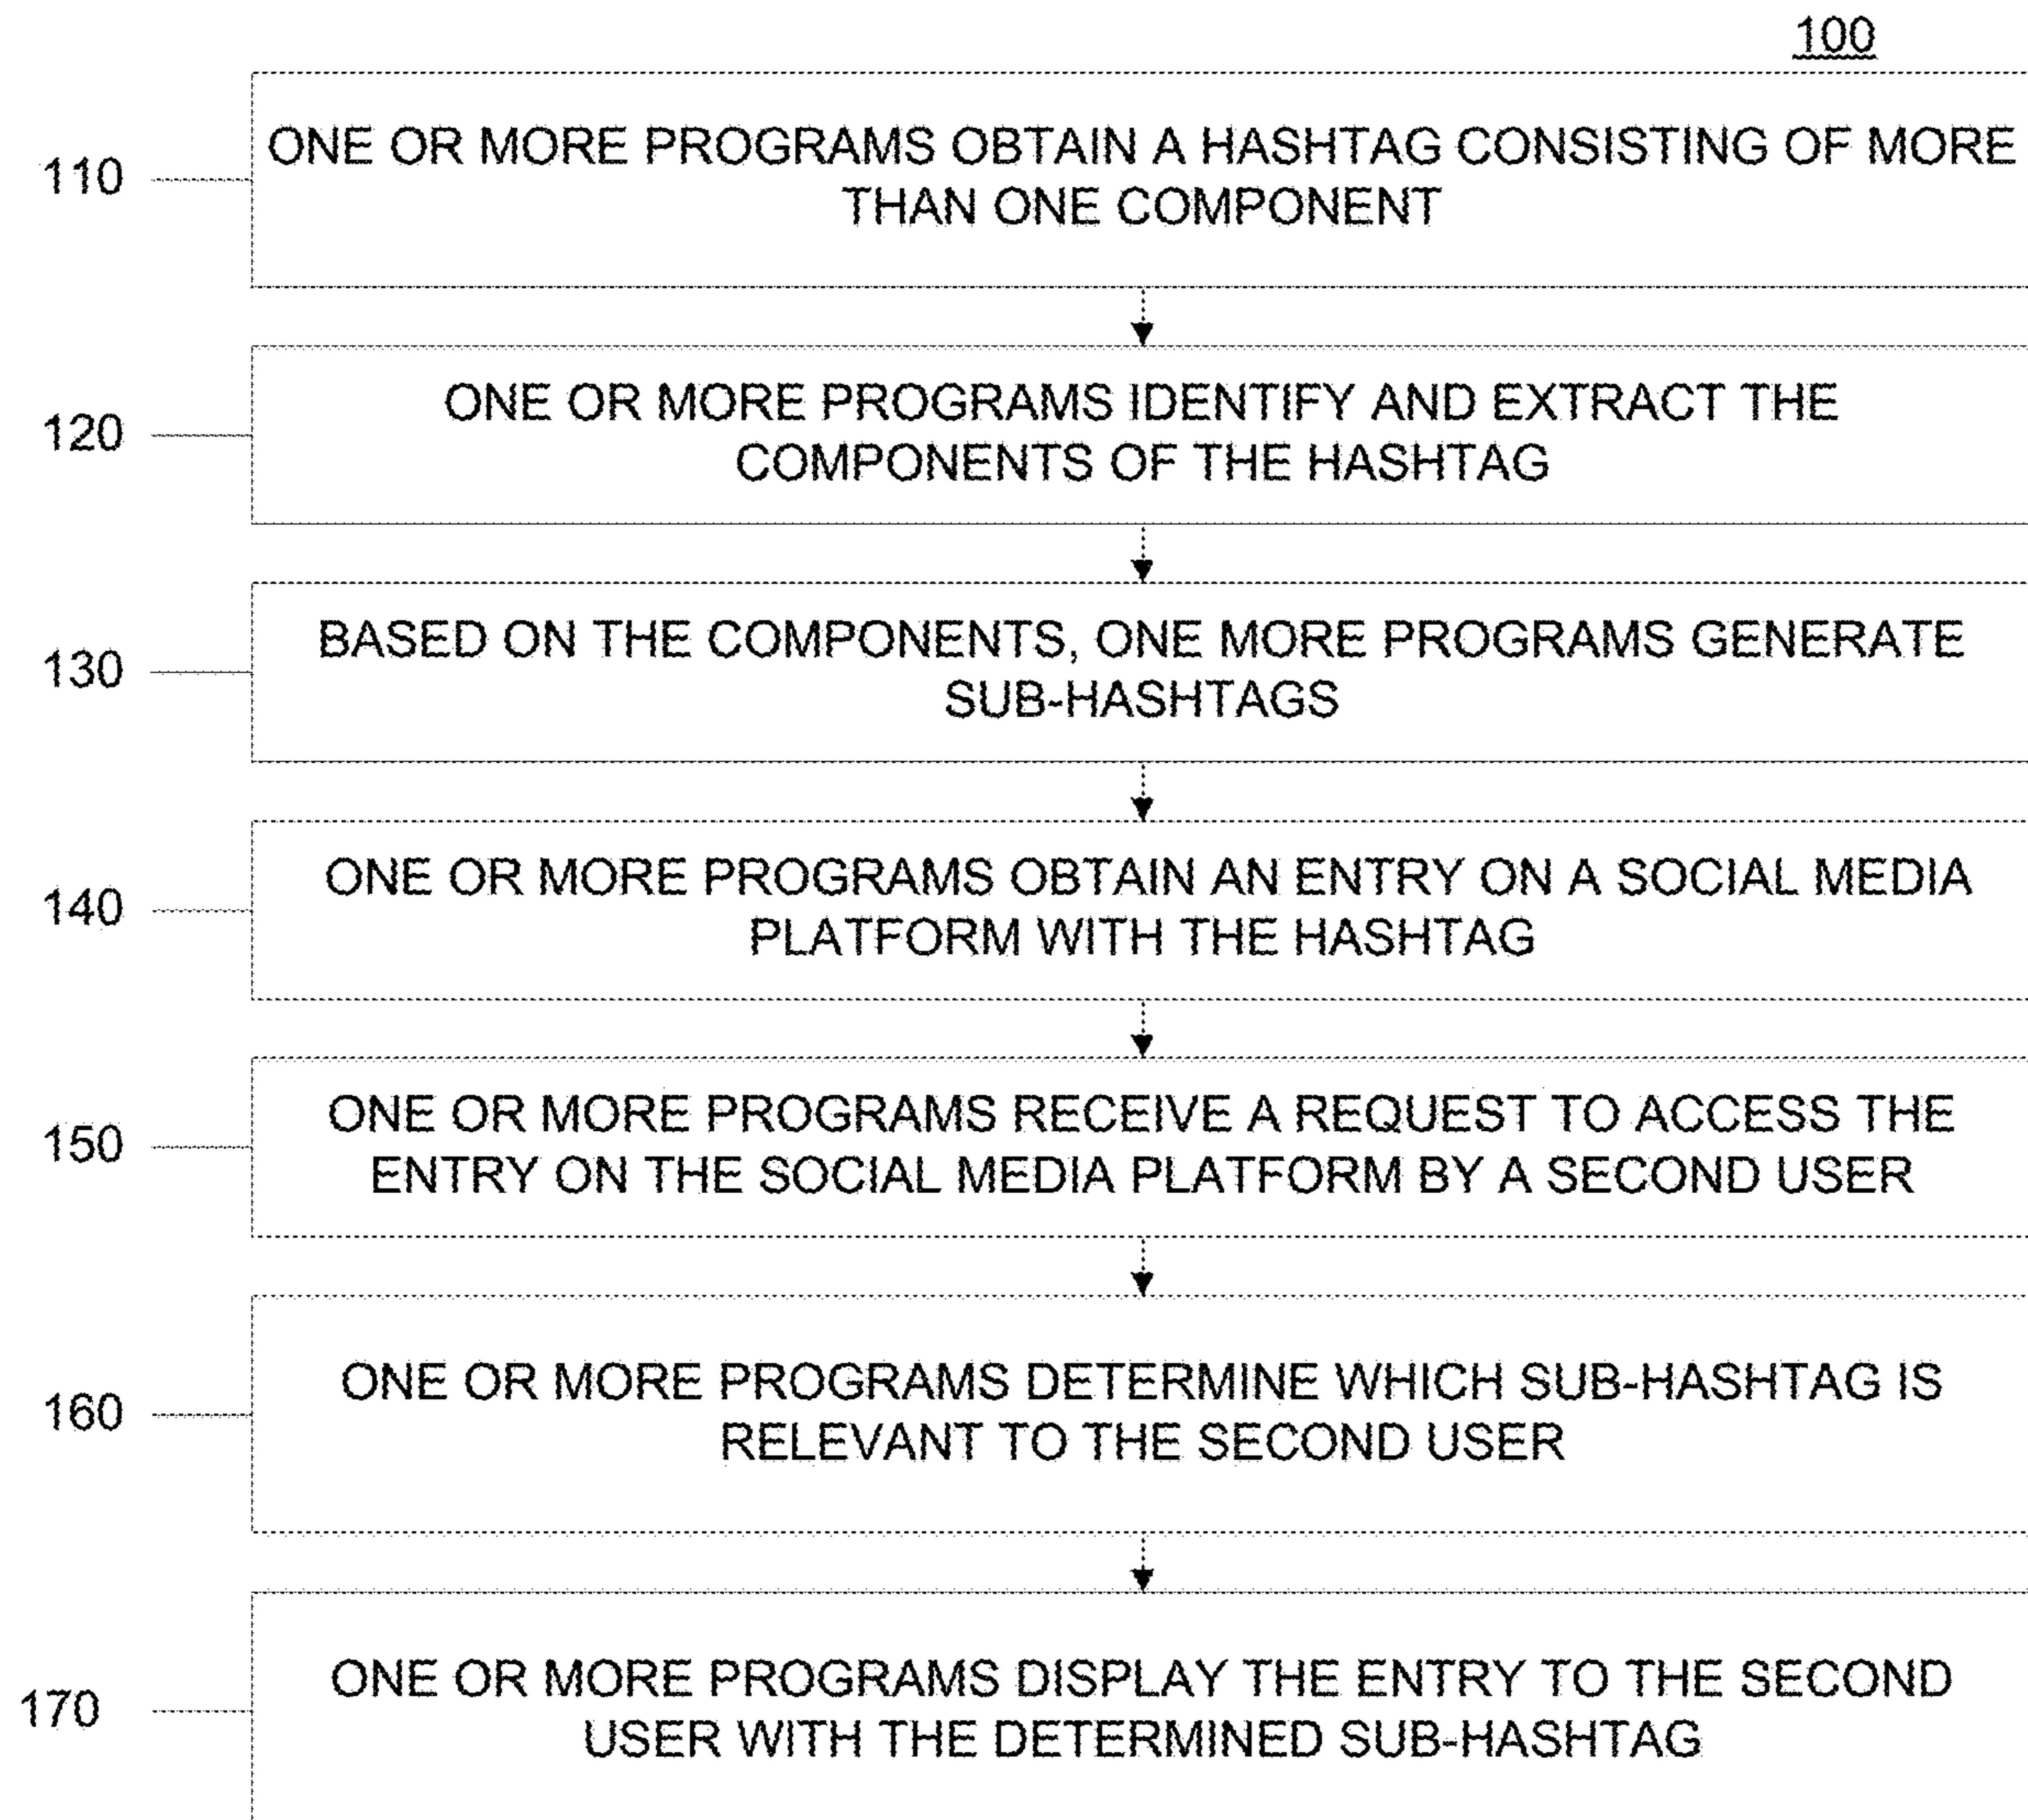 100
110
ONE OR MORE PROGRAMS OBTAIN A HASHTAG CONSISTING OF MORE
THAN ONE COMPONENT
120
ONE OR MORE PROGRAMS IDENTIFY AND EXTRACT THE
COMPONENTS OF THE HASHTAG
130
BASED ON THE COMPONENTS, ONE MORE PROGRAMS GENERATE
SUB-HASHTAGS
140
ONE OR MORE PROGRAMS OBTAIN AN ENTRY ON A SOCIAL MEDIA
PLATFORM WITH THE HASHTAG
150
ONE OR MORE PROGRAMS RECEIVE A REQUEST TO ACCESS THE
ENTRY ON THE SOCIAL MEDIA PLATFORM BY A SECOND USER
160
ONE OR MORE PROGRAMS DETERMINE WHICH SUB-HASHTAG IS
RELEVANT TO THE SECOND USER
170
ONE OR MORE PROGRAMS DISPLAY THE ENTRY TO THE SECOND
USER WITH THE DETERMINED SUB-HASHTAG